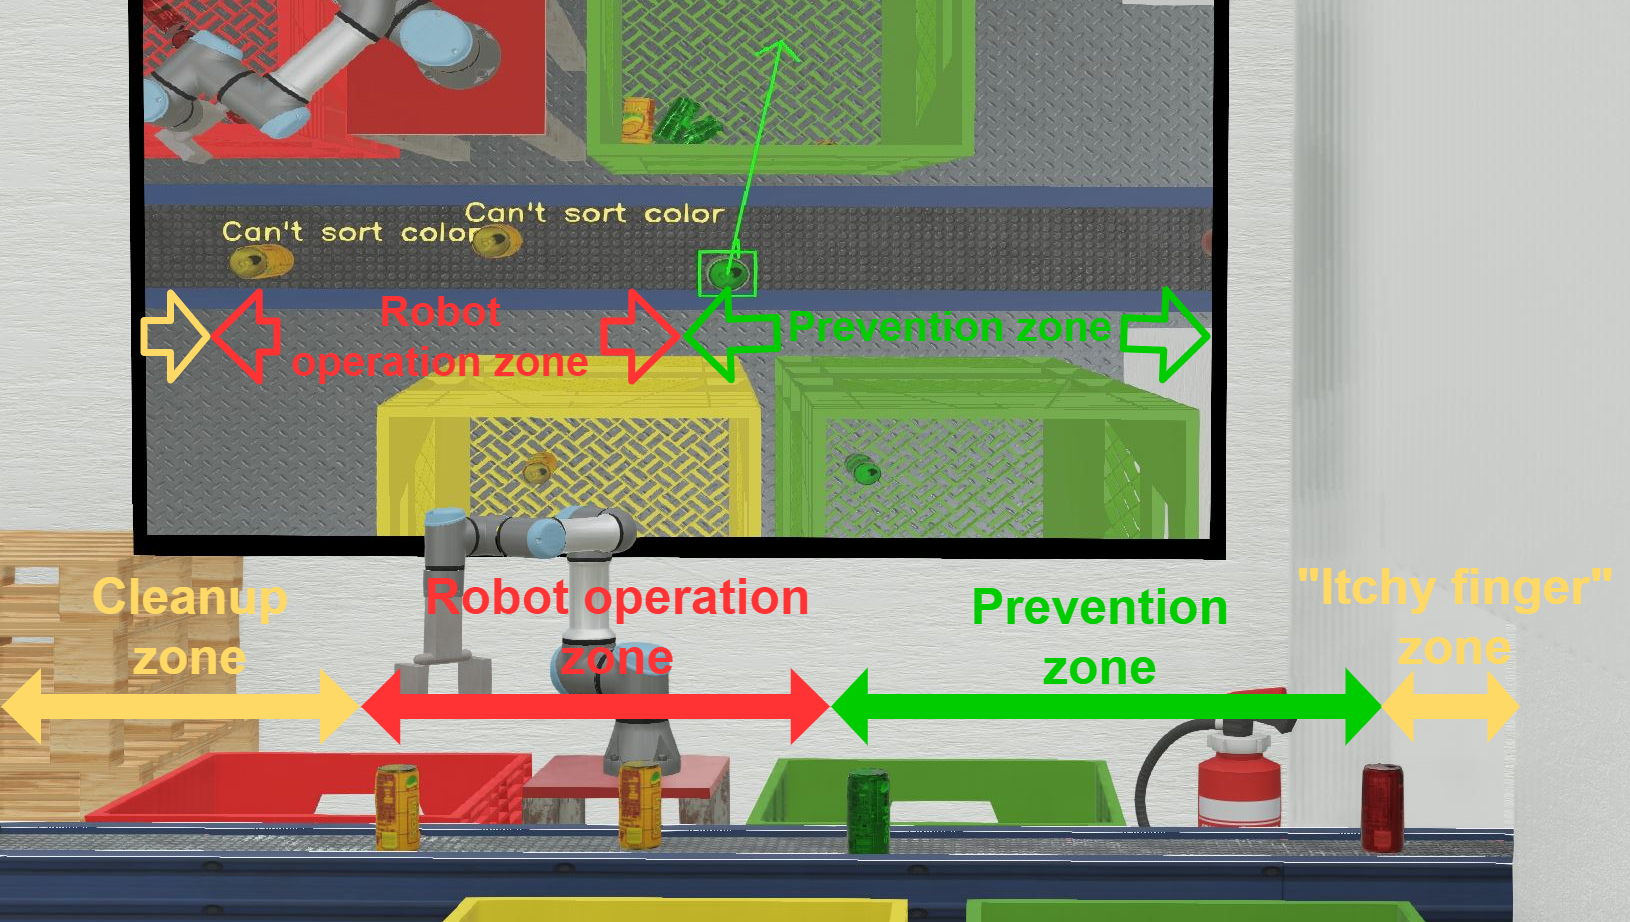 Can't sort color
Can't sort color
Robot
operation zone
Prevention zone
Cleanup
zone
Robot operation
zone
Prevention
zone
"Itchy finger"
zone